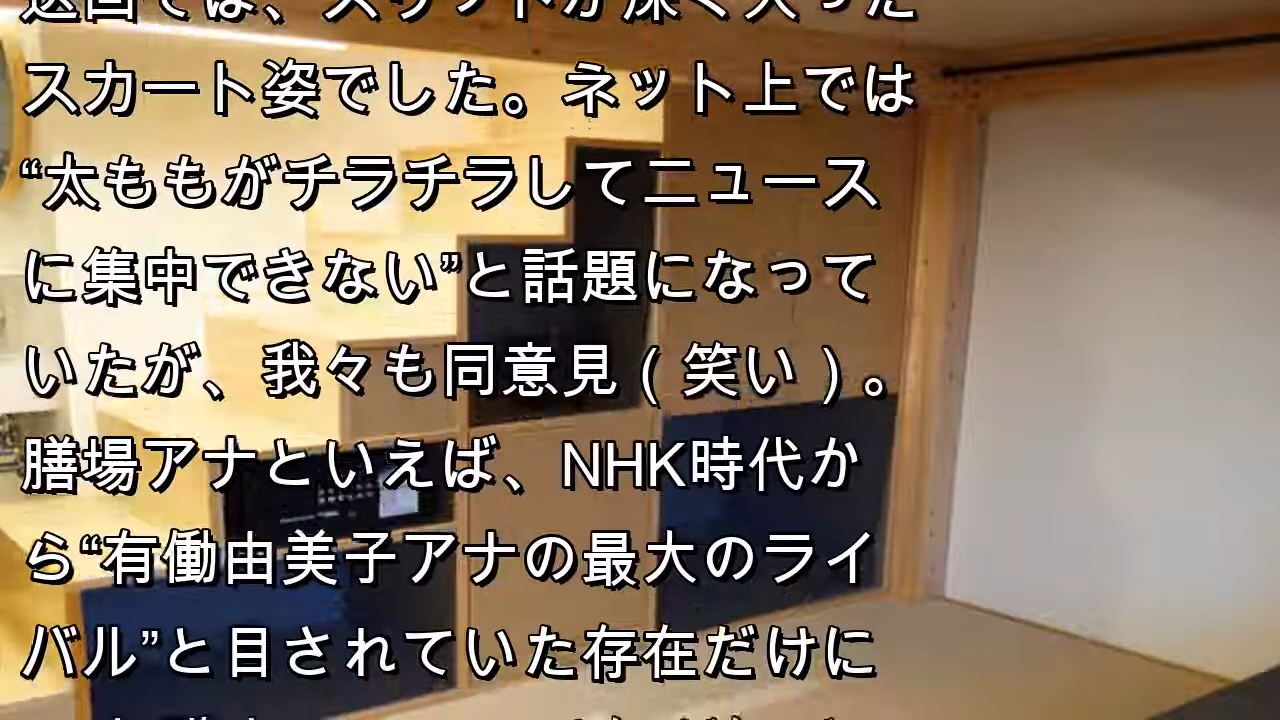 スカート姿でした。ネット上では
“太ももがチラチラしてニュース
に集中できない”と話題になって
いたが、我々も同意見（笑い）。
膳場アナといえば、NHK時代か
ら“有働由美子アナの最大のライ
バル”と目されていた存在だけに